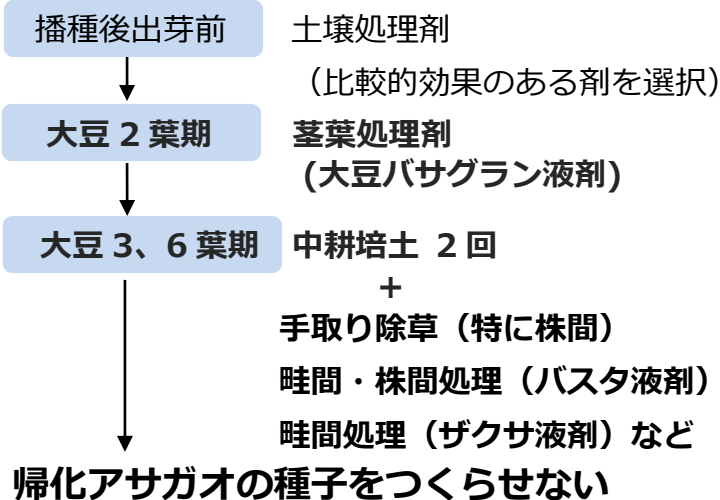 播種後出芽前 土壌処理剤
（比較的効果のある剤を選択）
大豆２葉期 茎葉処理剤
(大豆バサグラン液剤)
大豆３、６葉期 中耕培土 ２回
＋
手取り除草（特に株間）
畦間・株間処理（バスタ液剤）
畦間処理（ザクサ液剤）など
帰化アサガオの種子をつくらせない